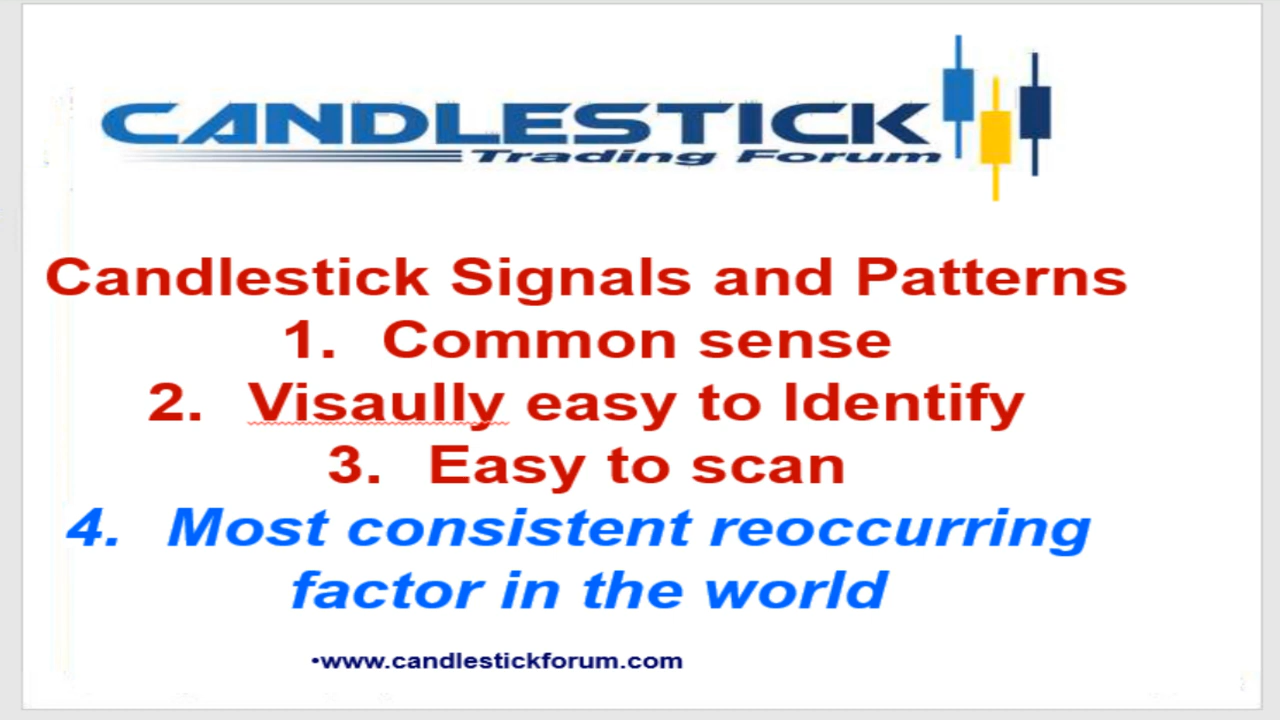 CANDLESTICK
Trading Forum
Candlestick Signals and Patterns
1. Common sense
2. Visaully easy to Identify
3. Easy to scan
4. Most consistent reoccurring
factor in the world
•www.candlestickforum.com